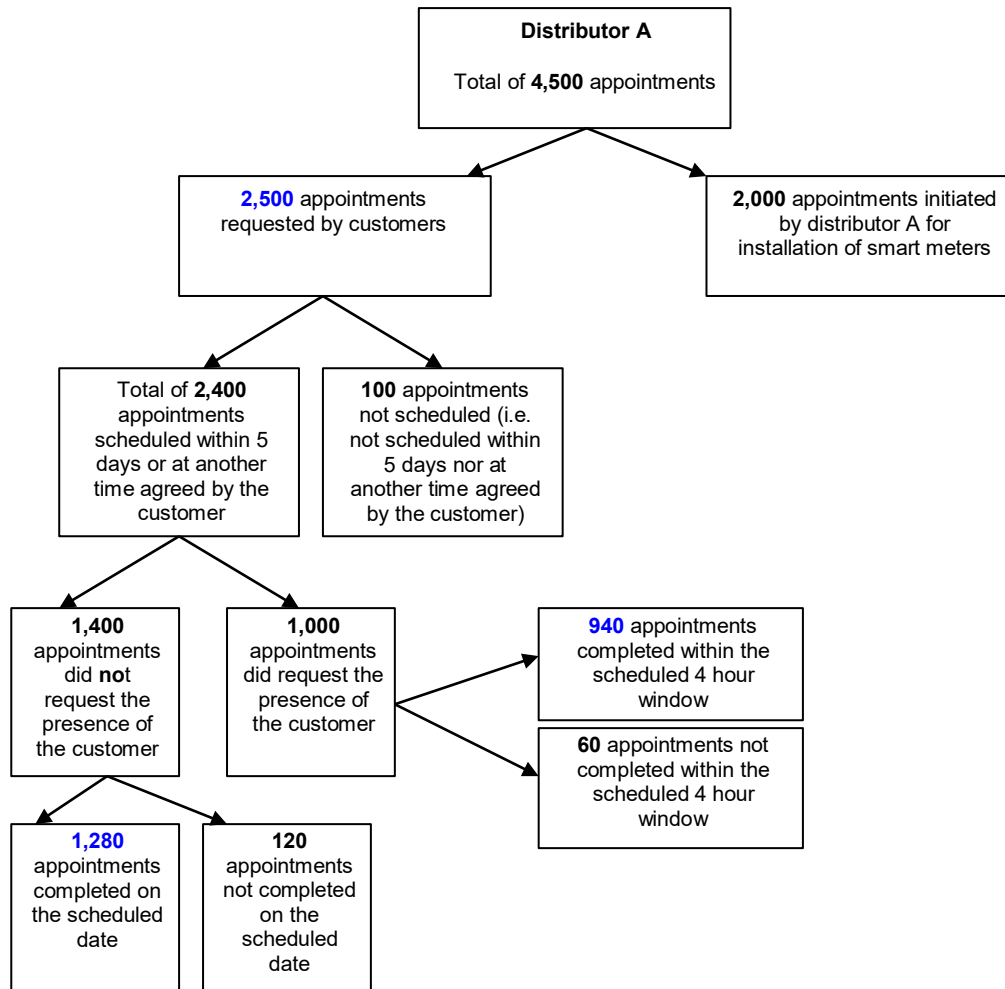 Distributor A
Total of 4,500 appointments
2,500 appointments
requested by customers
2,000 appointments initiated
by distributor A for
installation of smart meters
Total of 2,400
appointments
scheduled within 5
days or at another
time agreed by the
customer
100 appointments
not scheduled (i.e.
not scheduled within
5 days nor at
another time agreed
by the customer)
1,400
appointments
did not
request the
presence of
the customer
1,000
appointments
did request the
presence of
the customer
940 appointments
completed within the
scheduled 4 hour
window
60 appointments not
completed within the
scheduled 4 hour
window
1,280
appointments
completed on
the scheduled
date
120
appointments
not completed
on the
scheduled
date